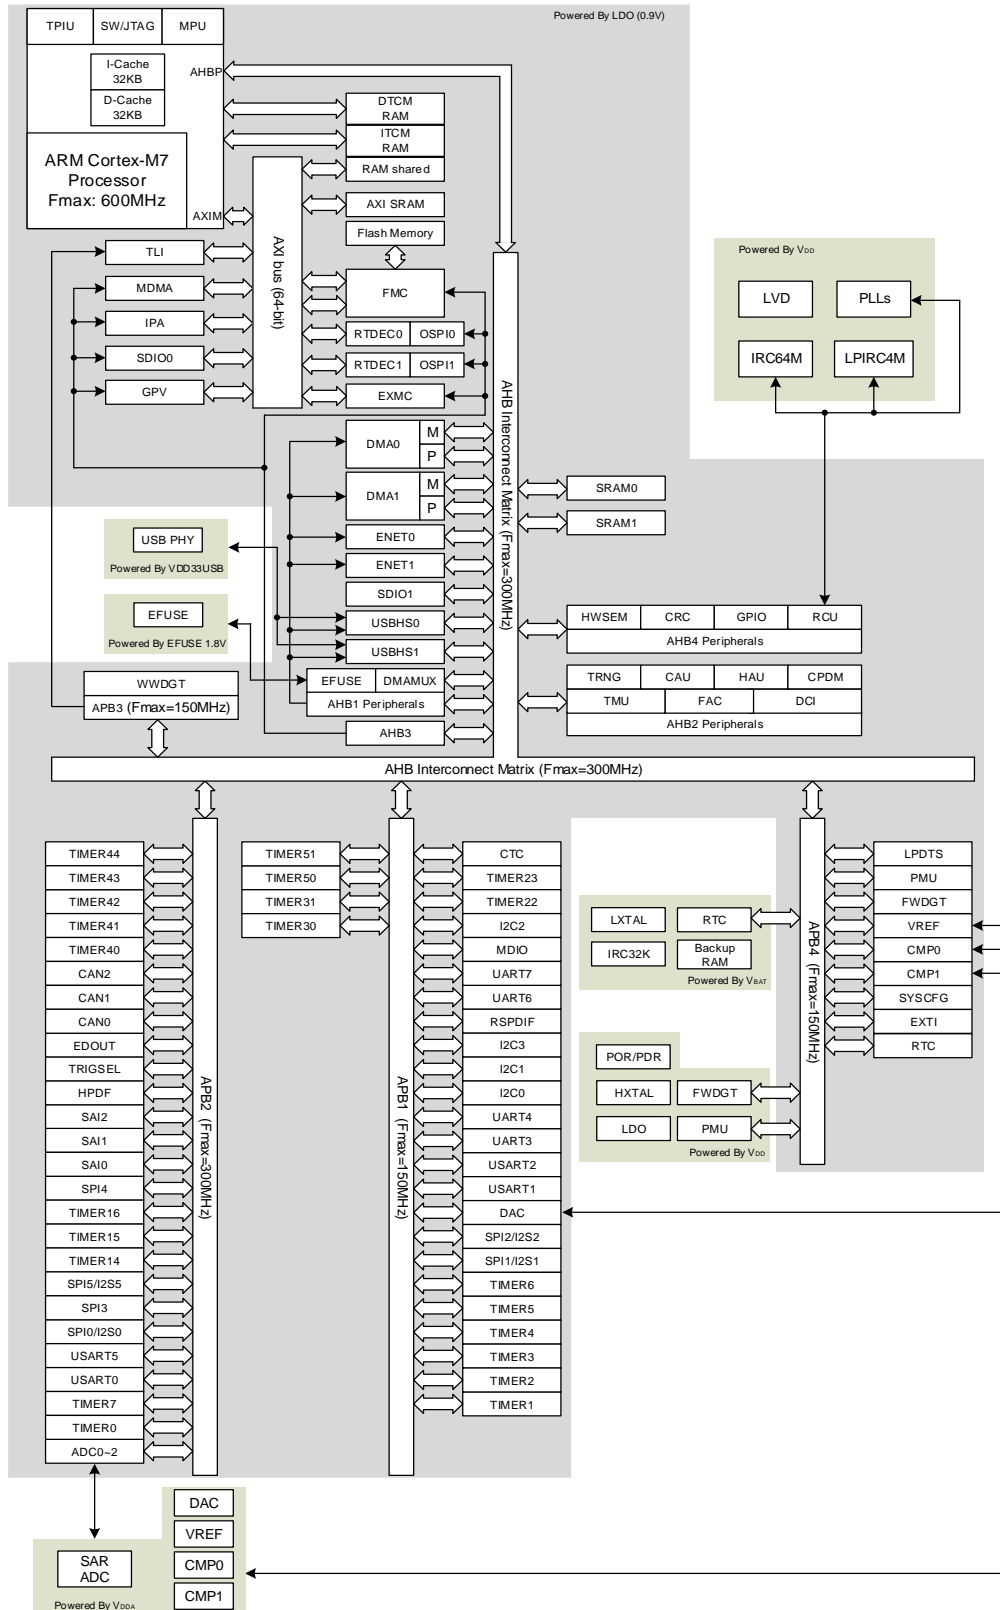 Powered By LDO (0.9V)
TPIU
SW/JTAG
MPU
I-Cache
32KB
D-Cache
32KB
AHBP
ARM Cortex-M7
Processor
Fmax: 600MHz
AXIM
DTCM
RAM
ITCM
RAM
RAM shared
AXI SRAM
Flash Memory
AXI bus (64-bit)
TLI
MDMA
IPA
SDIO0
GPV
FMC
RTDEC0
OSPI0
RTDEC1
OSPI1
EXMC
AHB Interconnect Matrix (Fmax=300MHz)
Powered By VDD
LVD
PLLs
IRC64M
LPIRC4M
DMA0
M
P
DMA1
M
P
ENET0
ENET1
SDIO1
USBHS0
USBHS1
EFUSE
DMAMUX
AHB1 Peripherals
AHB3
SRAM0
SRAM1
USB PHY
Powered By VDD33USB
EFUSE
Powered By EFUSE 1.8V
HWSEM
CRC
GPIO
RCU
AHB4 Peripherals
TRNG
CAU
HAU
CPDM
TMU
FAC
DCI
AHB2 Peripherals
WWDGT
APB3 (Fmax=150MHz)
AHB Interconnect Matrix (Fmax=300MHz)
TIMER44
TIMER43
TIMER42
TIMER41
TIMER40
CAN2
CAN1
CAN0
EDOUT
TRIGSEL
HPDF
SAI2
SAI1
SAI0
SPI4
TIMER16
TIMER15
TIMER14
SPI5/I2S5
SPI3
SPI0/I2S0
USART5
USART0
TIMER7
TIMER0
ADC0~2
APB2 (Fmax=300MHz)
TIMER51
TIMER50
TIMER31
TIMER30
APB1 (Fmax=150MHz)
CTC
TIMER23
TIMER22
I2C2
MDIO
UART7
UART6
RSPDIF
I2C3
I2C1
I2C0
UART4
UART3
USART2
USART1
DAC
SPI2/I2S2
SPI1/I2S1
TIMER6
TIMER5
TIMER4
TIMER3
TIMER2
TIMER1
LXTAL
RTC
IRC32K
Backup
RAM
Powered By VBAT
POR/PDR
HXTAL
FWDGT
LDO
PMU
Powered By VDD
APB4 (Fmax=150MHz)
LPDTS
PMU
FWDGT
VREF
CMP0
CMP1
SYSCFG
EXTI
RTC
DAC
VREF
CMP0
CMP1
SAR
ADC
Powered By VDDA